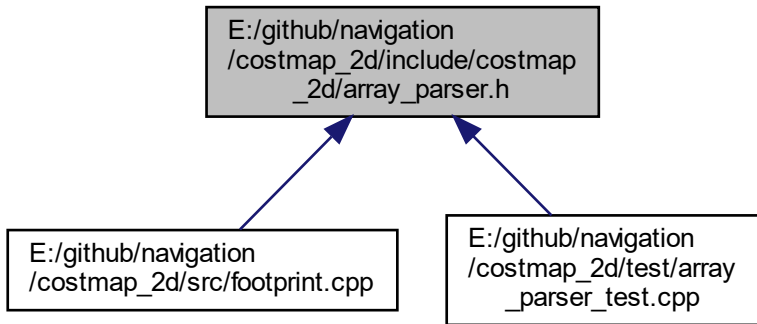 E:/github/navigation
/costmap_2d/include/costmap
_2d/array_parser.h
E:/github/navigation
/costmap_2d/src/footprint.cpp
E:/github/navigation
/costmap_2d/test/array
_parser_test.cpp